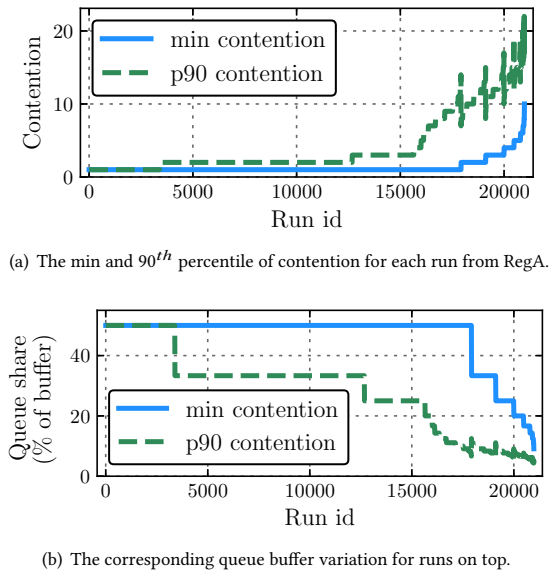 Contention
20
10
0
min contention
p90 contention
0 5000 10000 15000 20000
Run id
(a) The min and 90th percentile of contention for each run from RegA.
Queue share
(% of buffer)
40
20
0
min contention
p90 contention
0 5000 10000 15000 20000
Run id
(b) The corresponding queue buffer variation for runs on top.